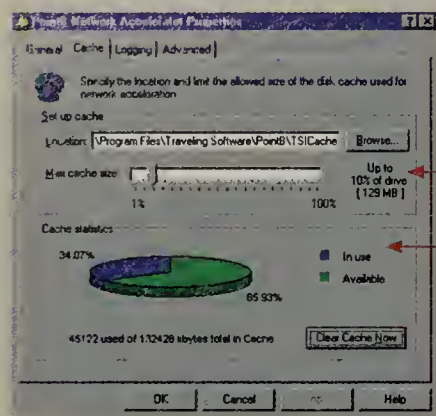 PointB Network Accelerator Properties
General Cache Logging Advanced
Specify the location and limit the allowed size of the disk cache used for
network acceleration
Set up cache
Location: \Program Files\Traveling Software\PointB\TSICache Browse...
Max cache size: Up to
10% of drive
[129 MB]
1% 100%
Cache statistics
34.07%
In use
Available
65.93%
45122 used of 132428 kbytes total in Cache Clear Cache Now
OK Cancel Help